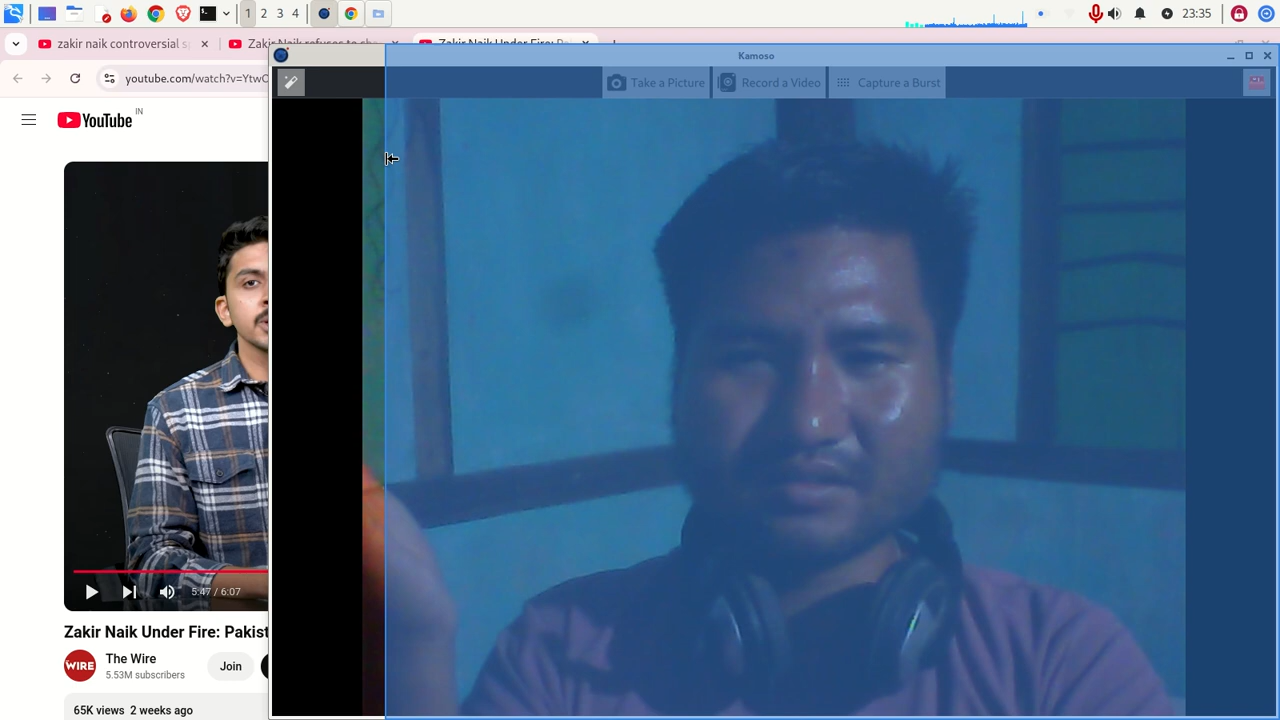 1 2 3 4
23:35
zakir naik controversial s
Zakir Naik refuses to sha
Zakir Naik Under Fire: Pa
youtube.com/watch?v=YtwC
Kamoso
Take a Picture
Record a Video
Capture a Burst
YouTube IN
5:47 / 6:07
Zakir Naik Under Fire: Pakist
WIRE
The Wire
5.53M subscribers
Join
65K views 2 weeks ago